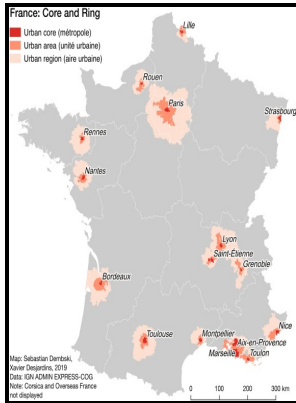 France: Core and Ring
Urban core (métropole)
Urban area (unité urbaine)
Urban region (aire urbaine)
Lille
Rouen
Paris
Strasbourg
Rennes
Nantes
Lyon
Saint-Étienne
Grenoble
Bordeaux
Nice
Toulouse
Montpellier
Aix-en-Provence
Marseille
Toulon
Map: Sebastian Dembski,
Xavier Desjardins, 2019
Data: IGN ADMIN EXPRESS-COG
Note: Corsica and Overseas France
not displayed
0 100 200 300 km